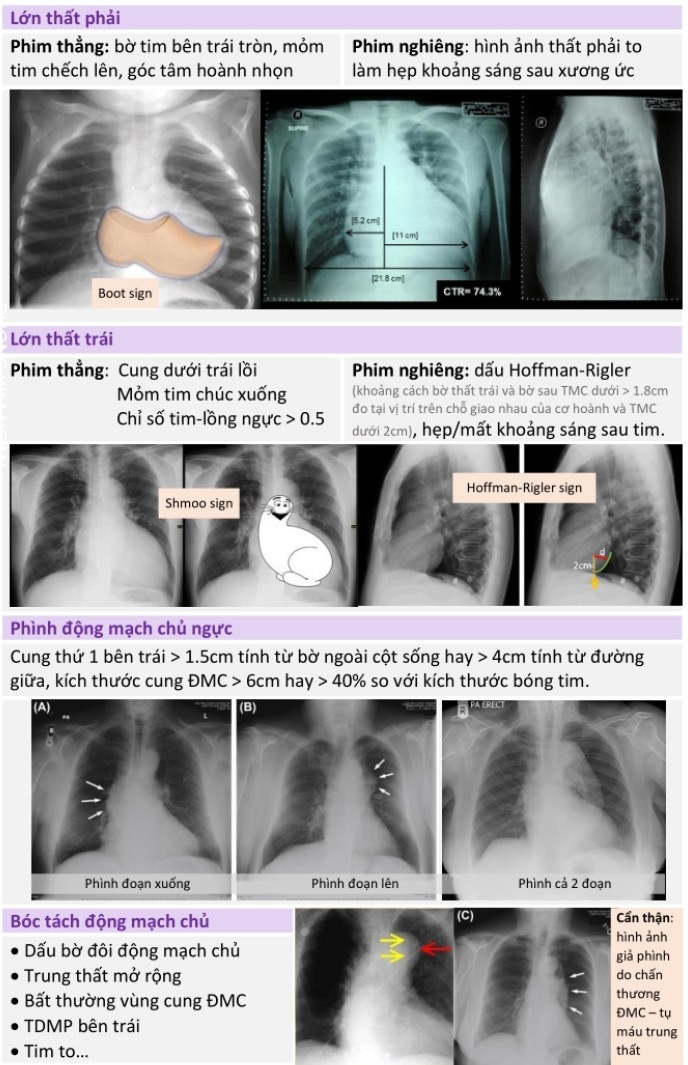 Lớn thất phải
Phim thẳng: bờ tim bên trái tròn, mỏm
tim chếch lên, góc tâm hoành nhọn
Phim nghiêng: hình ảnh thất phải to
làm hẹp khoảng sáng sau xương ức
Boot sign
R
SUPINE
[5.2 cm]
[11 cm]
[21.8 cm]
CTR= 74.3%
R
Lớn thất trái
Phim thẳng: Cung dưới trái lồi
Mỏm tim chúc xuống
Chỉ số tim-lồng ngực > 0.5
Phim nghiêng: dấu Hoffman-Rigler
(khoảng cách bờ thất trái và bờ sau TMC dưới > 1.8cm
đo tại vị trí trên chỗ giao nhau của cơ hoành và TMC
dưới 2cm), hẹp/mất khoảng sáng sau tim.
Shmoo sign
Hoffman-Rigler sign
d
2cm
Phình động mạch chủ ngực
Cung thứ 1 bên trái > 1.5cm tính từ bờ ngoài cột sống hay > 4cm tính từ đường
giữa, kích thước cung ĐMC > 6cm hay > 40% so với kích thước bóng tim.
(A)
PA
L
R
Phình đoạn xuống
(B)
Phình đoạn lên
PA ERECT
Phình cả 2 đoạn
Bóc tách động mạch chủ
• Dấu bờ đôi động mạch chủ
• Trung thất mở rộng
• Bất thường vùng cung ĐMC
• TDMP bên trái
• Tim to...
(C)
Cẩn thận:
hình ảnh
giả phình
do chấn
thương
ĐMC – tụ
máu trung
thất